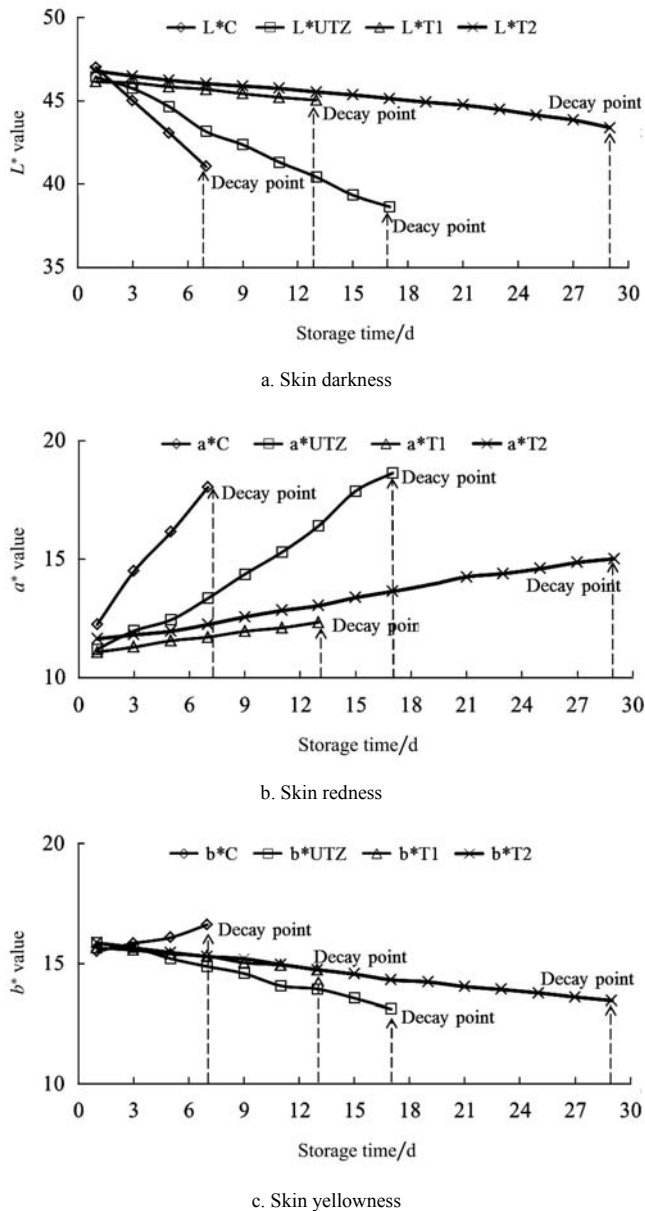 50
L*C L*UTZ L*T1 L*T2
45
40
35
L* value
Decay point
Decay point
Decay point
Deacy point
0 3 6 9 12 15 18 21 24 27 30
Storage time/d
a. Skin darkness
20
a*C a*UTZ a*T1 a*T2
15
10
a* value
Decay point
Deacy point
Decay poin
Decay point
0 3 6 9 12 15 18 21 24 27 30
Storage time/d
b. Skin redness
20
b*C b*UTZ b*T1 b*T2
15
10
b* value
Decay point
Decay point
Decay point
Decay point
0 3 6 9 12 15 18 21 24 27 30
Storage time/d
c. Skin yellowness